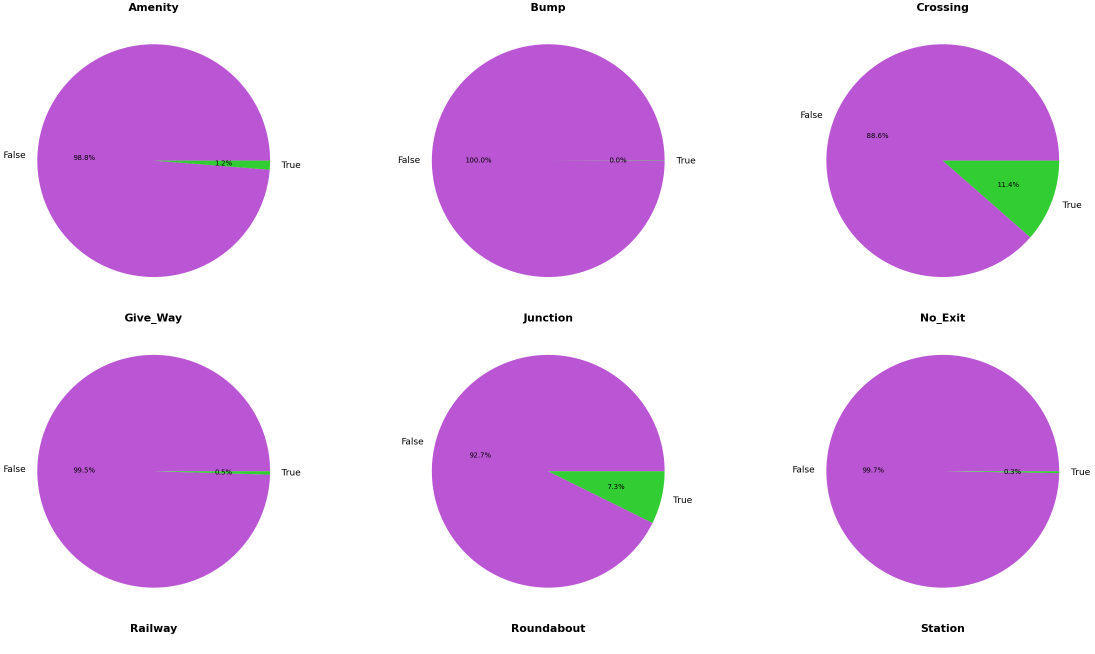 Amenity
Bump
Crossing
False
98.8%
1.2%
True
False
100.0%
0.0%
True
False
88.6%
11.4%
True
Give_Way
Junction
No_Exit
False
99.5%
0.5%
True
False
92.7%
7.3%
True
False
99.7%
0.3%
True
Railway
Roundabout
Station